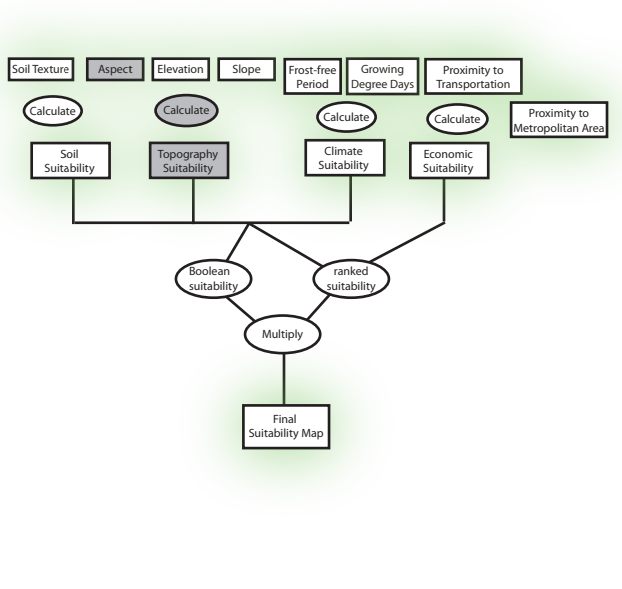 Soil Texture
Aspect
Elevation
Slope
Frost-free
Period
Growing
Degree Days
Proximity to
Transportation
Calculate
Calculate
Calculate
Calculate
Proximity to
Metropolitan Area
Soil
Suitability
Topography
Suitability
Climate
Suitability
Economic
Suitability
Boolean
suitability
ranked
suitability
Multiply
Final
Suitability Map